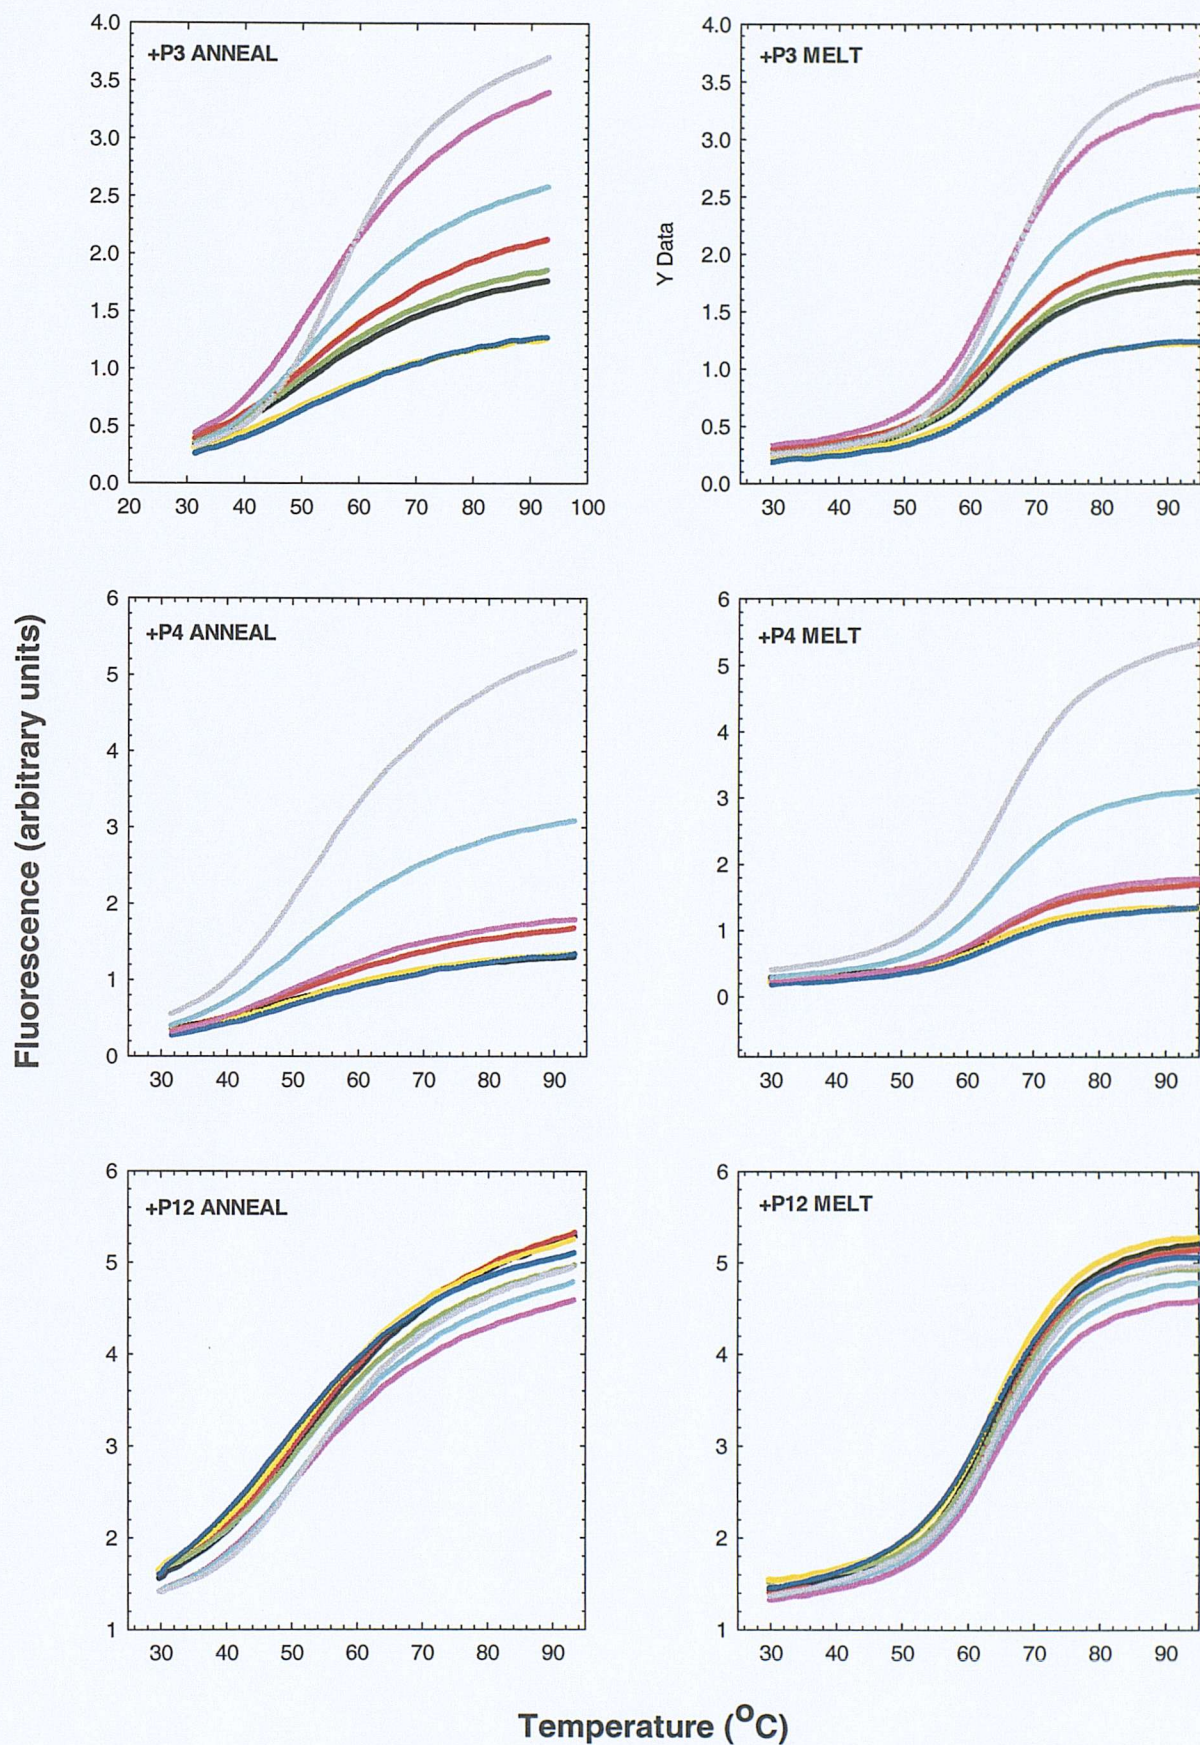 +P3 ANNEAL
4.0
3.5
3.0
2.5
2.0
1.5
1.0
0.5
0.0
20 30 40 50 60 70 80 90 100
+P3 MELT
Y Data
4.0
3.5
3.0
2.5
2.0
1.5
1.0
0.5
0.0
30 40 50 60 70 80 90
Fluorescence (arbitrary units)
+P4 ANNEAL
6
5
4
3
2
1
0
30 40 50 60 70 80 90
+P4 MELT
6
5
4
3
2
1
0
30 40 50 60 70 80 90
+P12 ANNEAL
6
5
4
3
2
1
30 40 50 60 70 80 90
+P12 MELT
6
5
4
3
2
1
30 40 50 60 70 80 90
Temperature (°C)